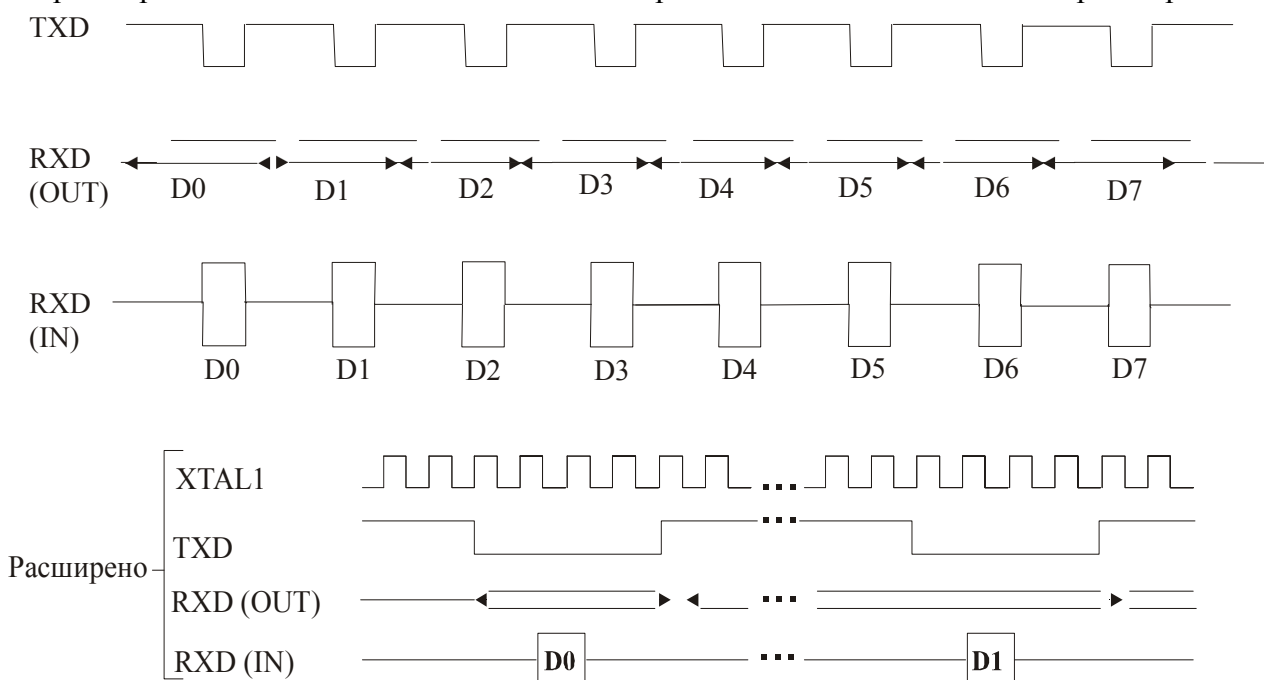 TXD
RXD
(OUT)
D0 D1 D2 D3 D4 D5 D6 D7
RXD
(IN)
D0 D1 D2 D3 D4 D5 D6 D7
Расширено
XTAL1
TXD
RXD (OUT)
RXD (IN)
D0 D1